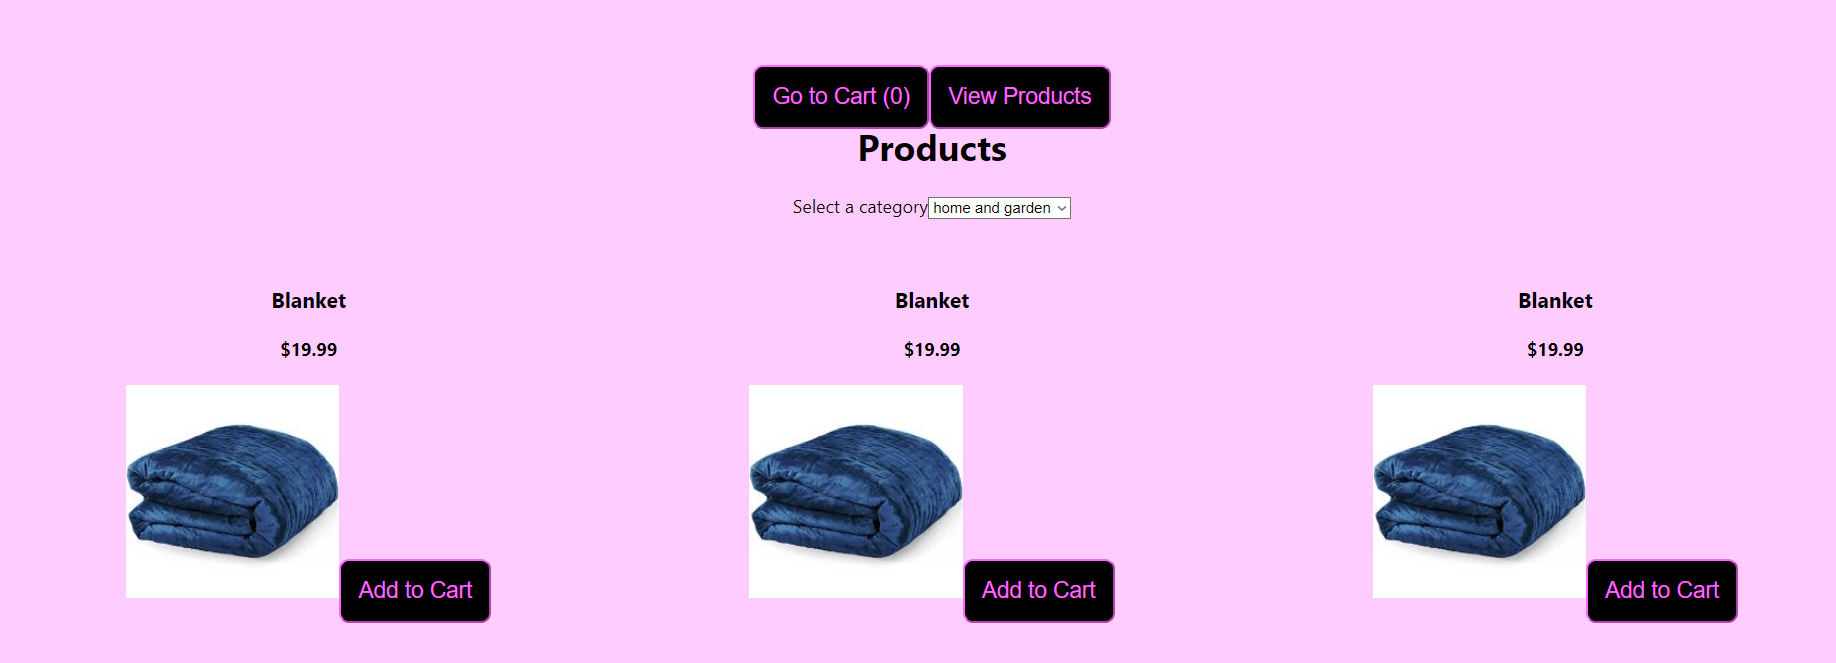 Go to Cart (0) View Products
Products
Select a category home and garden
Blanket Blanket Blanket
$19.99 $19.99 $19.99
Add to Cart Add to Cart Add to Cart